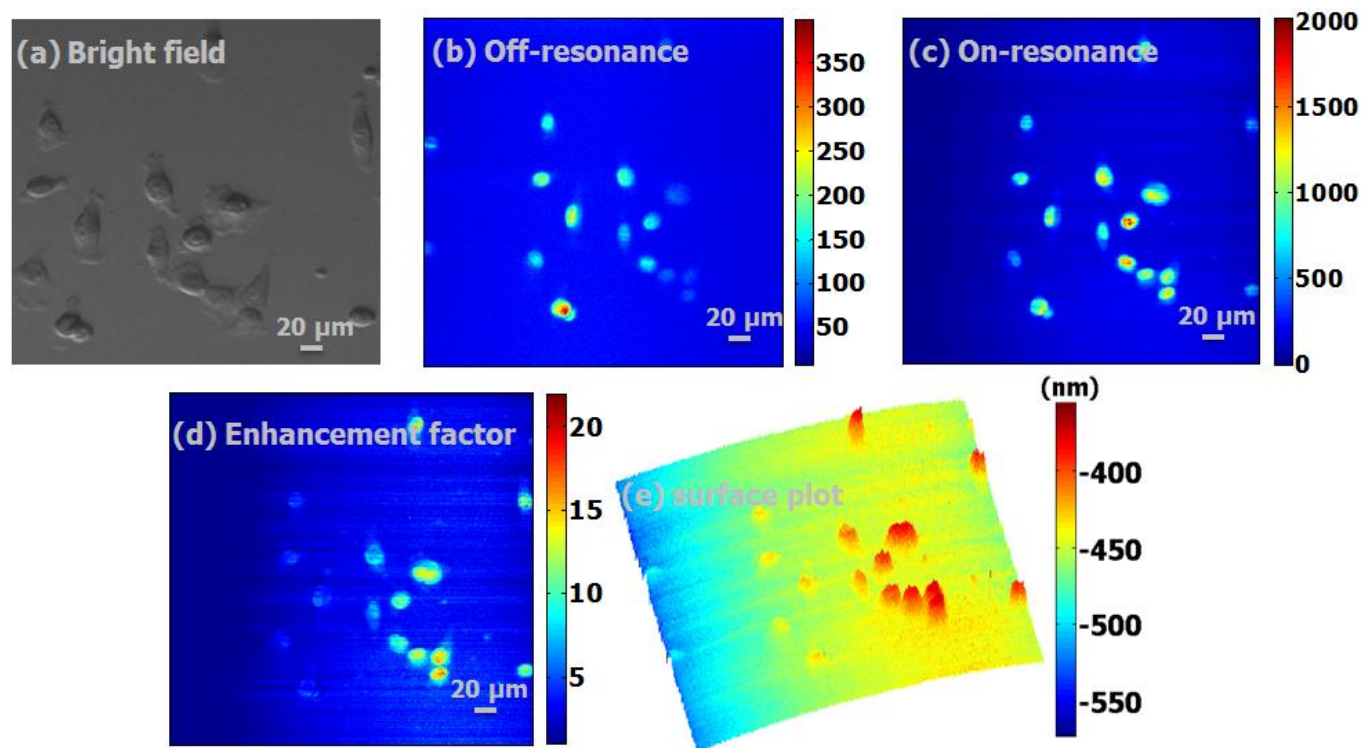 (a) Bright field
20 µm
(b) Off-resonance
20 µm
350
300
250
200
150
100
50
(c) On-resonance
20 µm
2000
1500
1000
500
0
(d) Enhancement factor
20 µm
20
15
10
5
(e) surface plot
(nm)
-400
-450
-500
-550